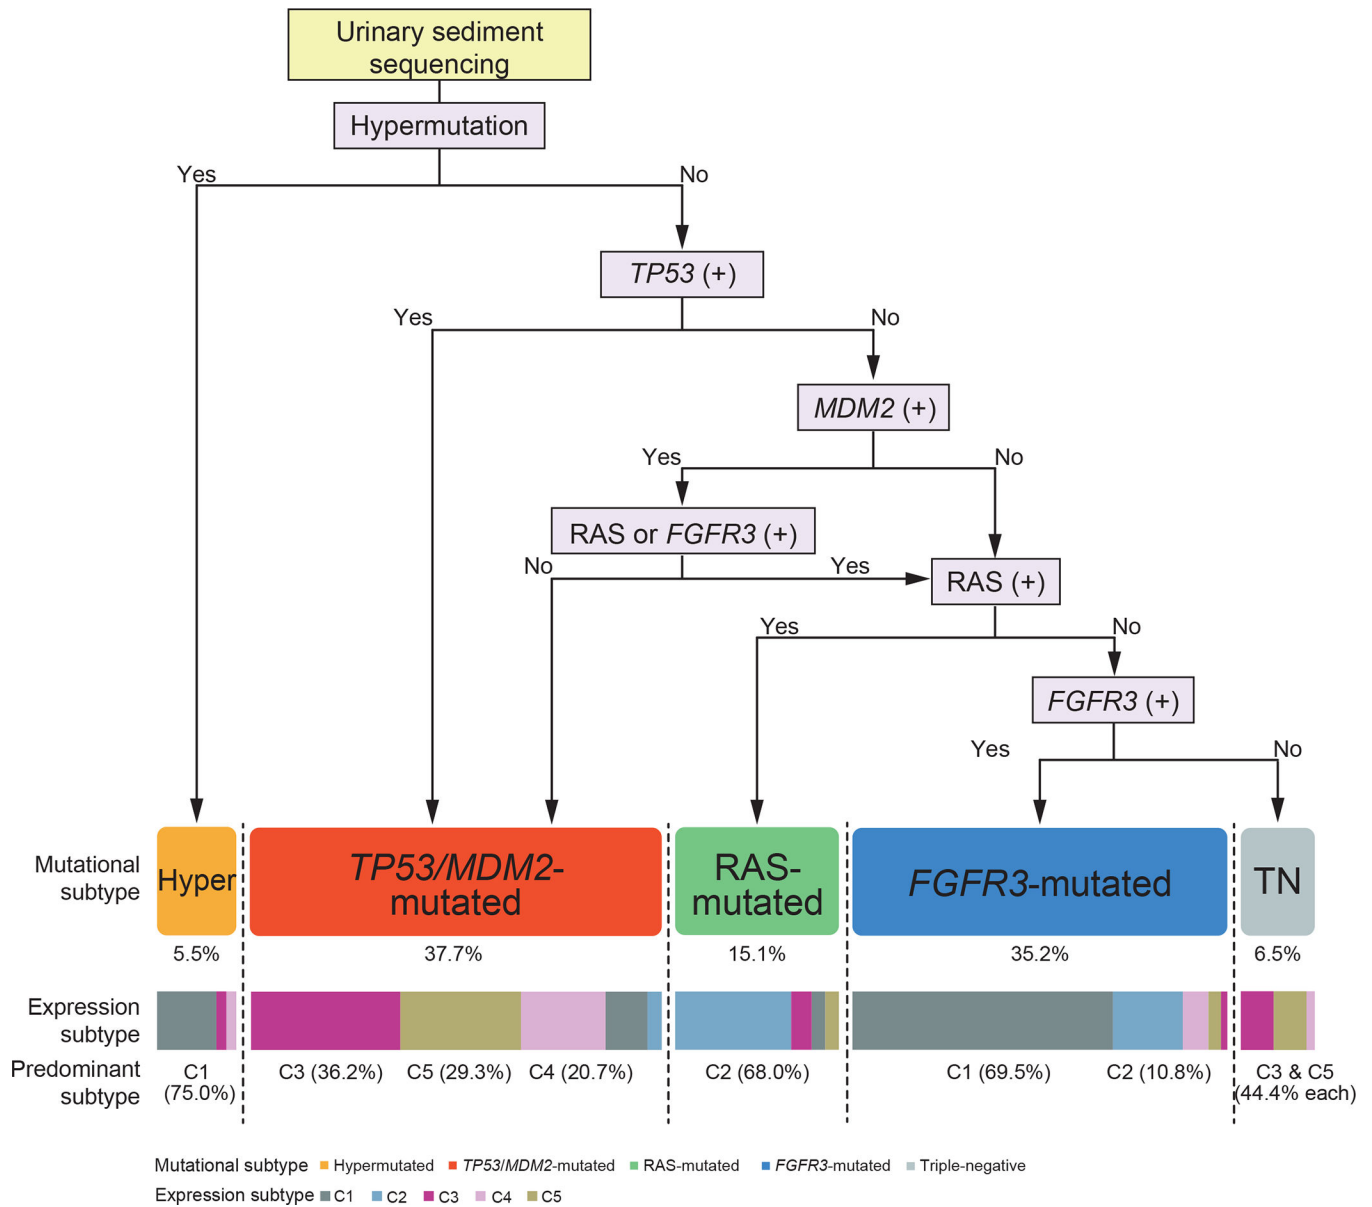 Urinary sediment
sequencing
Hypermutation
Yes
No
TP53 (+)
Yes
No
MDM2 (+)
Yes
No
RAS or FGFR3 (+)
No
Yes
RAS (+)
Yes
No
FGFR3 (+)
Yes
No
Mutational
subtype
Hyper
TP53/MDM2-
mutated
RAS-
mutated
FGFR3-mutated
TN
5.5%
37.7%
15.1%
35.2%
6.5%
Expression
subtype
Predominant
subtype
C1
(75.0%)
C3 (36.2%)
C5 (29.3%)
C4 (20.7%)
C2 (68.0%)
C1 (69.5%)
C2 (10.8%)
C3 & C5
(44.4% each)
Mutational subtype Hypermutated TP53/MDM2-mutated RAS-mutated FGFR3-mutated Triple-negative
Expression subtype C1 C2 C3 C4 C5